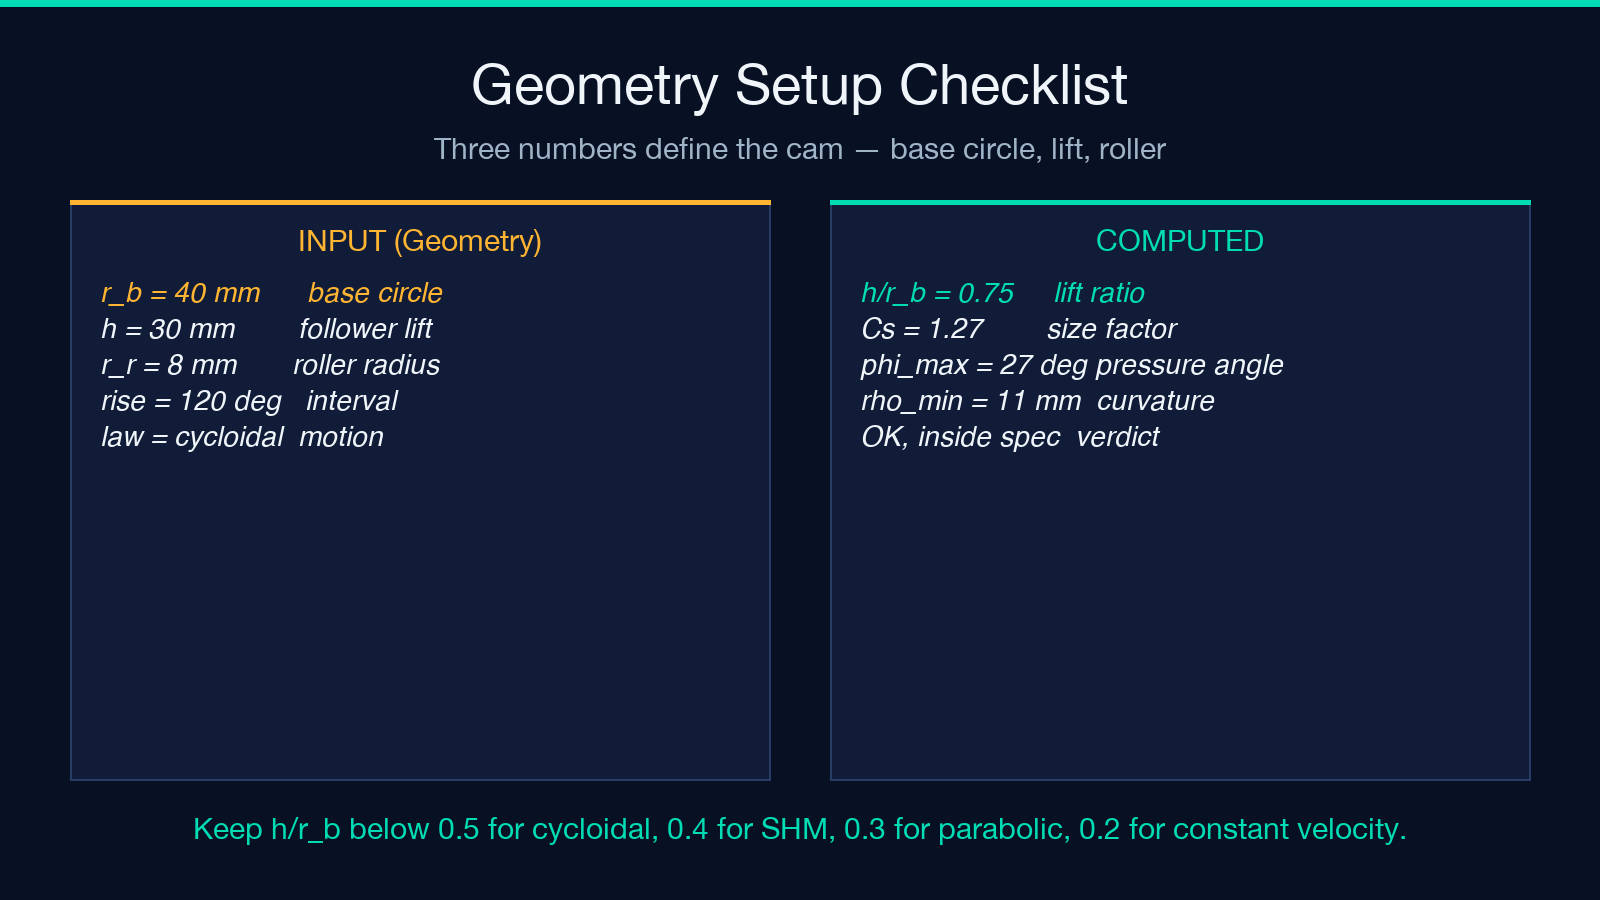 Geometry Setup Checklist
Three numbers define the cam — base circle, lift, roller
INPUT (Geometry)
r_b = 40 mm base circle
h = 30 mm follower lift
r_r = 8 mm roller radius
rise = 120 deg interval
law = cycloidal motion
COMPUTED
h/r_b = 0.75 lift ratio
Cs = 1.27 size factor
phi_max = 27 deg pressure angle
rho_min = 11 mm curvature
OK, inside spec verdict
Keep h/r_b below 0.5 for cycloidal, 0.4 for SHM, 0.3 for parabolic, 0.2 for constant velocity.